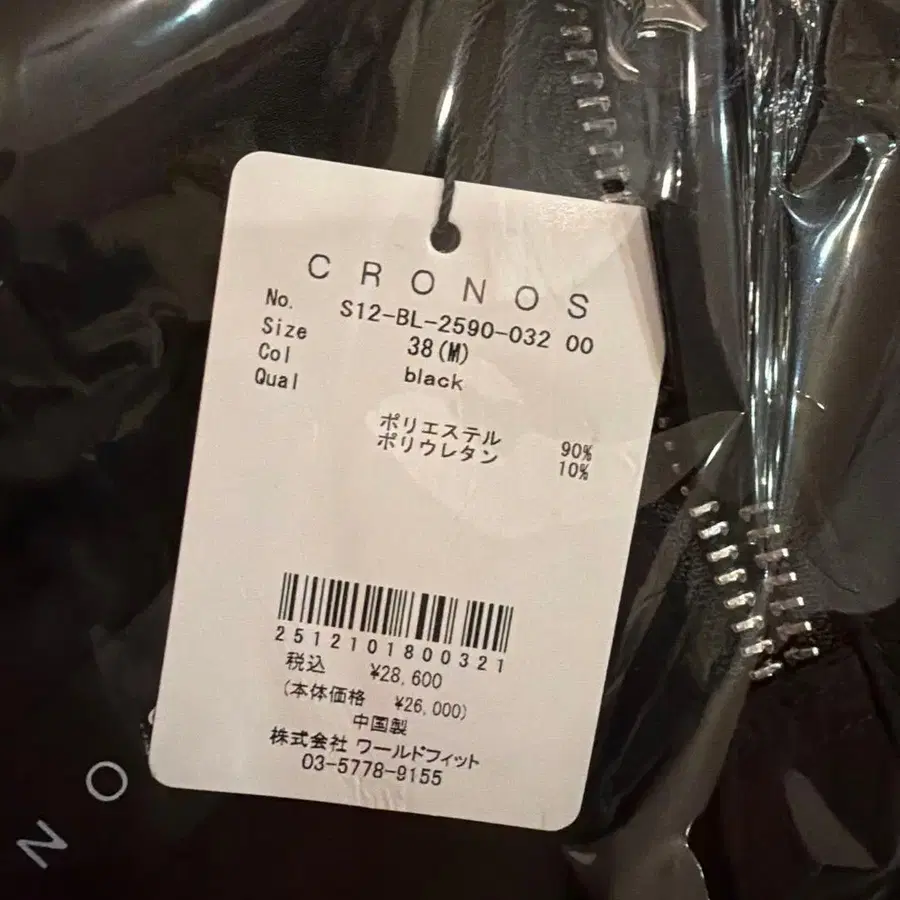 CRONOS
No. S12-BL-2590-032 00
Size 38(M)
Col black
Qual
ポリエステル 90%
ポリウレタン 10%
2512101800321
税込 ¥28,600
(本体価格 ¥26,000)
中国製
株式会社 ワールドフィット
03-5778-9155
NO